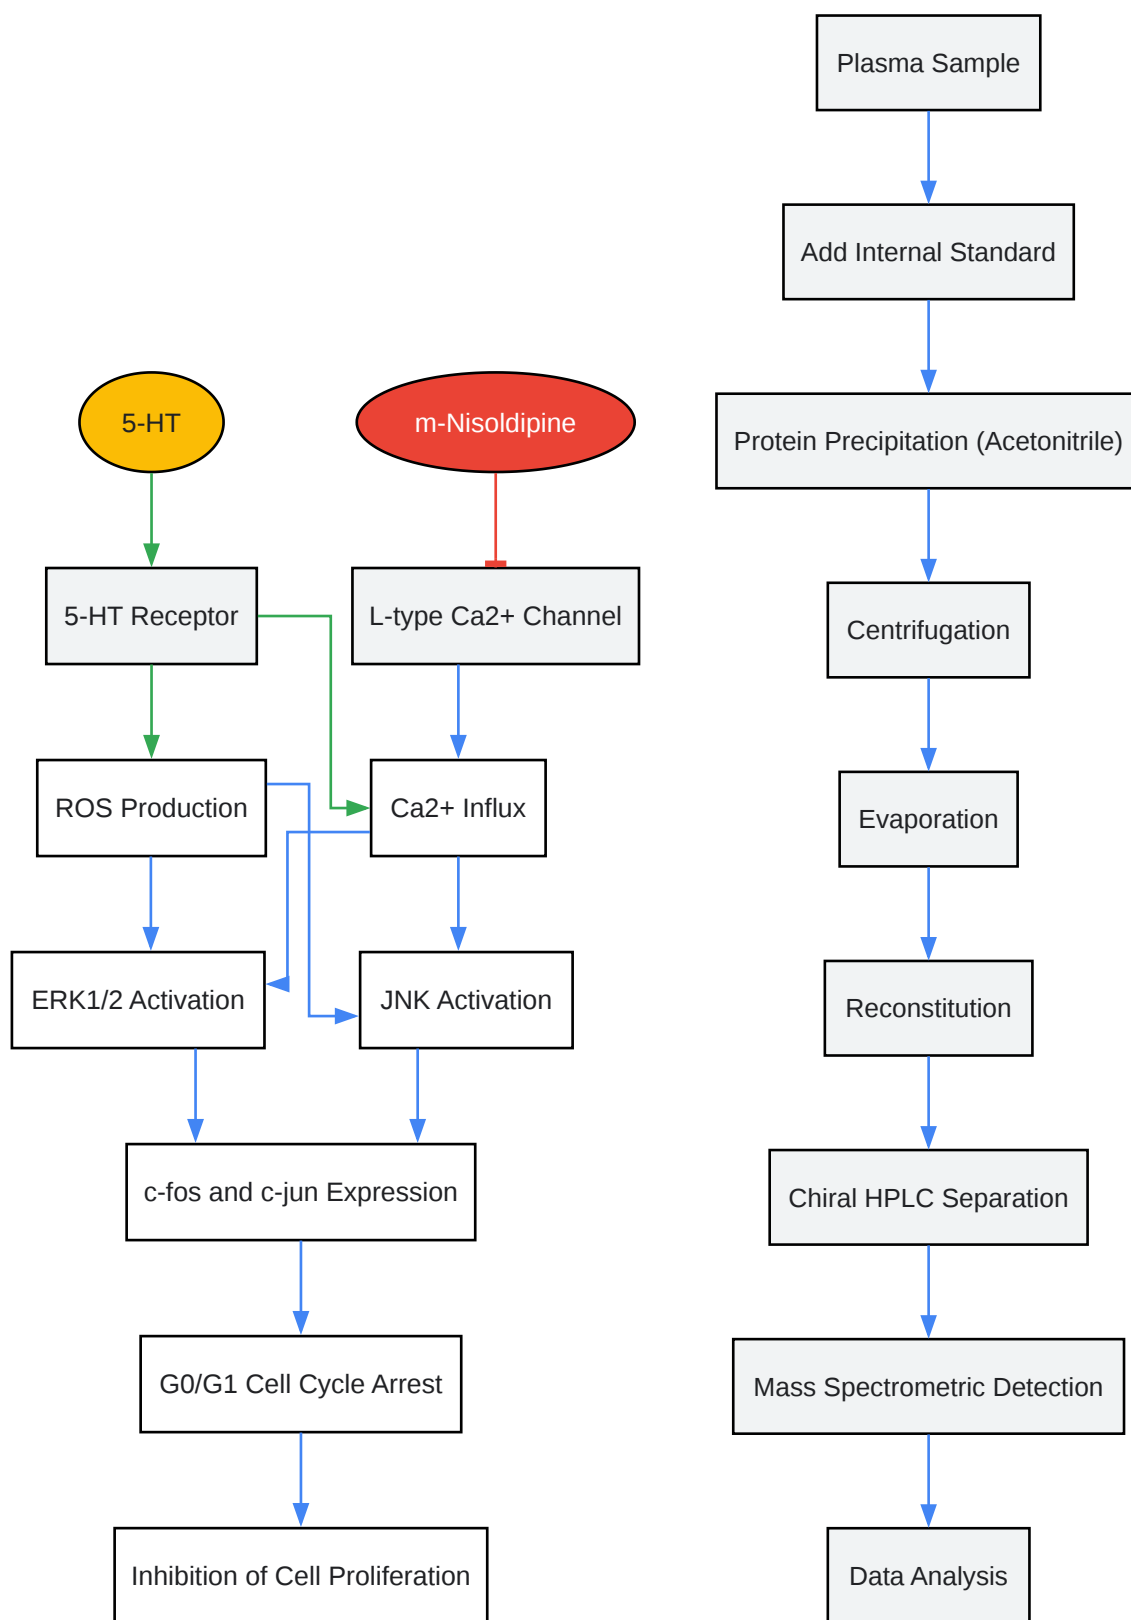 5-HT
m-Nisoldipine
5-HT Receptor
L-type Ca2+ Channel
ROS Production
Ca2+ Influx
ERK1/2 Activation
JNK Activation
c-fos and c-jun Expression
G0/G1 Cell Cycle Arrest
Inhibition of Cell Proliferation
Plasma Sample
Add Internal Standard
Protein Precipitation (Acetonitrile)
Centrifugation
Evaporation
Reconstitution
Chiral HPLC Separation
Mass Spectrometric Detection
Data Analysis